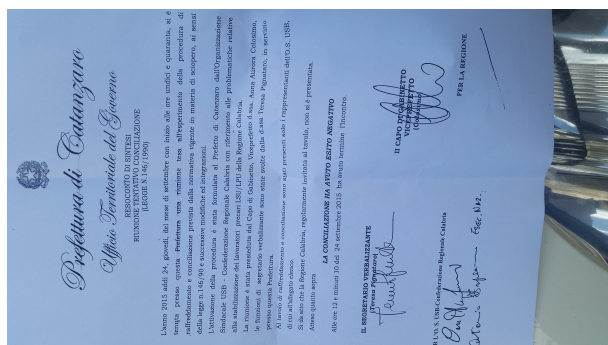 Prefettura di Catanzaro
Ufficio Territoriale del Governo
RESOCONTO DI SINTESI
RIUNIONE TENTATIVO CONCILIAZIONE
(LEGGE N.146/1990)
L'anno 2015 addì 24, giovedì, del mese di settembre con inizio alle ore undici e quaranta, si è
tenuta presso questa Prefettura una riunione tesa all'esperimento della procedura di
raffreddamento e conciliazione prevista dalla normativa vigente in materia di sciopero, ai sensi
della legge n.146/90 e successive modifiche ed integrazioni.
L'attivazione della procedura è stata formulata al Prefetto di Catanzaro dall'Organizzazione
Sindacale USB - Confederazione Regionale Calabria con riferimento alle problematiche relative
alla stabilizzazione dei lavoratori precari LSU/LPU della Regione Calabria.
La riunione è stata presieduta dal Capo di Gabinetto, Viceprefetto d.ssa. Anna Aurora Colosimo,
le funzioni di segretario verbalizzante sono state svolte dalla d.ssa Teresa Pignataro, in servizio
presso questa Prefettura.
Al tavolo di raffreddamento e conciliazione sono oggi presenti solo i rappresentanti dell'O.S. USB,
di cui all'allegato elenco.
Si dà atto che la Regione Calabria, regolarmente invitata al tavolo, non si è presentata.
Atteso quanto sopra
LA CONCILIAZIONE HA AVUTO ESITO NEGATIVO
Alle ore 12 e minuti 10 del 24 settembre 2015 ha avuto termine l'incontro.
IL SEGRETARIO VERBALIZZANTE
(Teresa Pignataro)
Il CAPO DI GABINETTO
VICEPREFETTO
(Colosimo)
L'O. S. USB-Confederazione Regionale Calabria
PER LA REGIONE